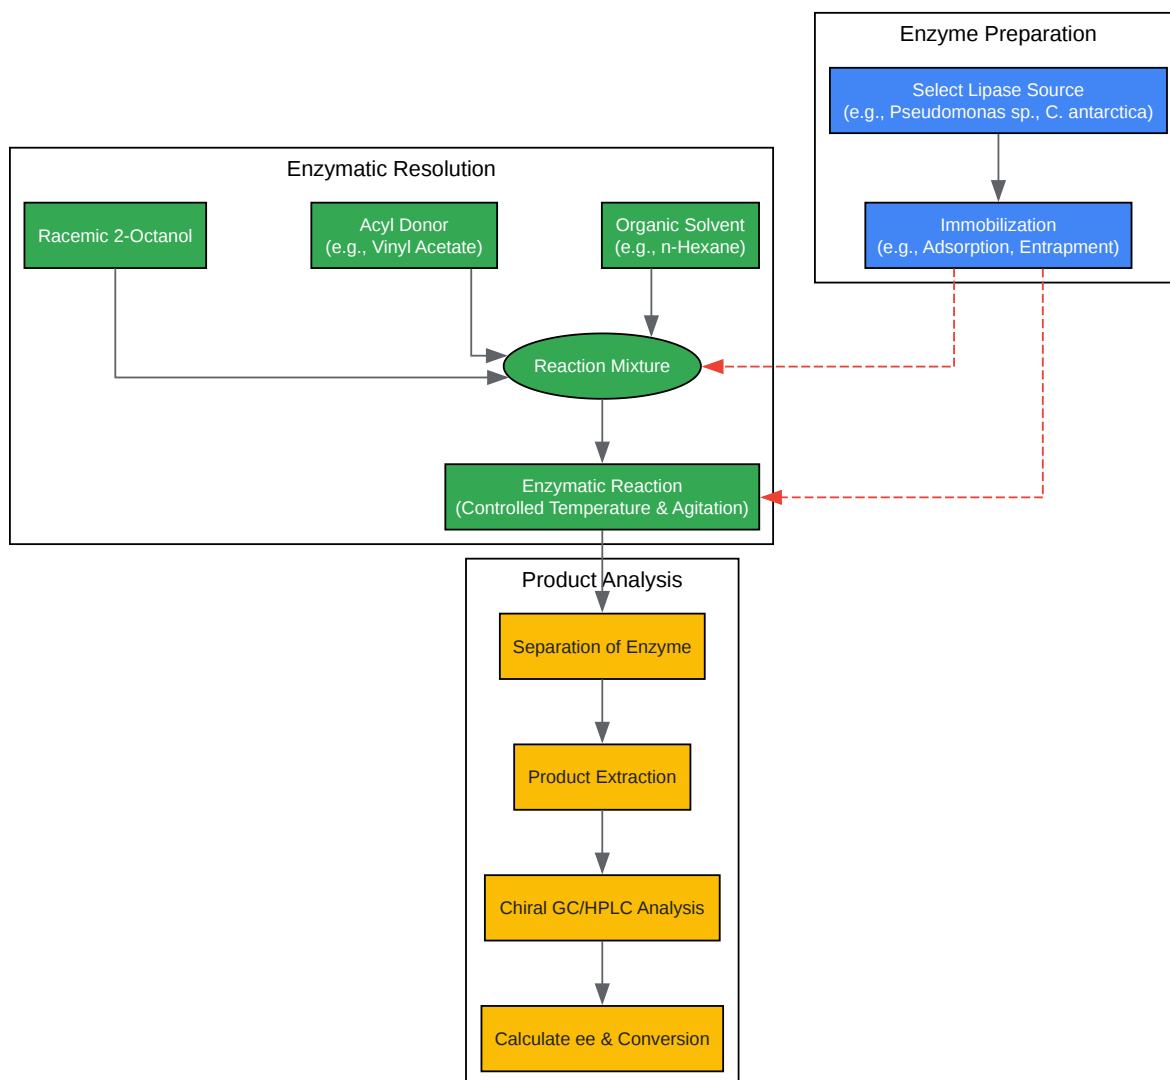 Enzyme Preparation
Select Lipase Source
(e.g., Pseudomonas sp., C. antarctica)
Immobilization
(e.g., Adsorption, Entrapment)
Enzymatic Resolution
Racemic 2-Octanol
Acyl Donor
(e.g., Vinyl Acetate)
Organic Solvent
(e.g., n-Hexane)
Reaction Mixture
Enzymatic Reaction
(Controlled Temperature & Agitation)
Product Analysis
Separation of Enzyme
Product Extraction
Chiral GC/HPLC Analysis
Calculate ee & Conversion